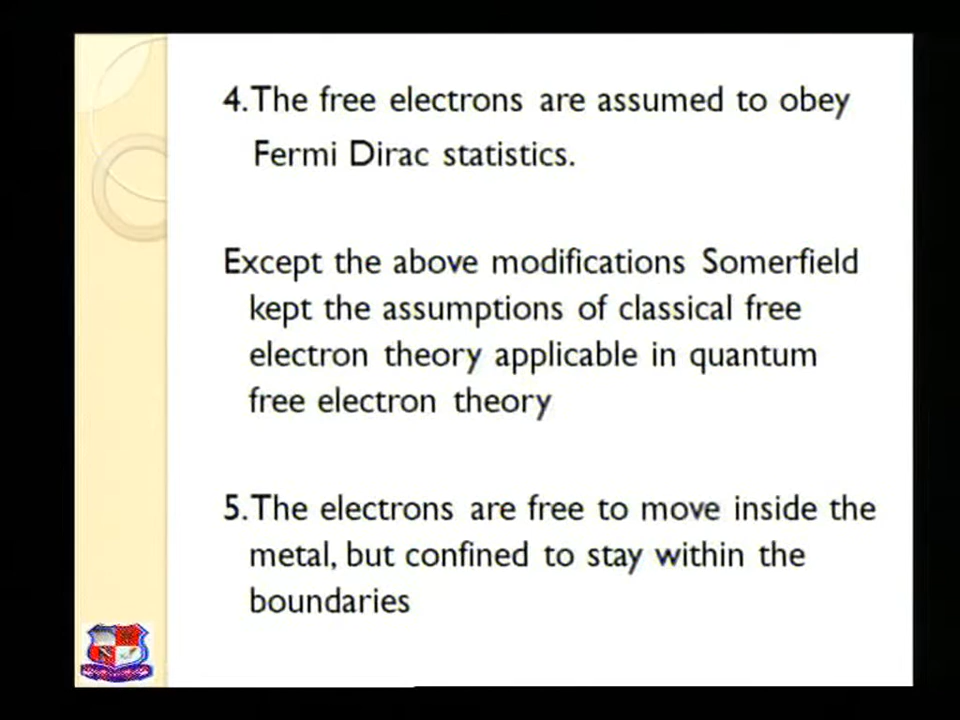 4. The free electrons are assumed to obey
Fermi Dirac statistics.
Except the above modifications Somerfield
kept the assumptions of classical free
electron theory applicable in quantum
free electron theory
5. The electrons are free to move inside the
metal, but confined to stay within the
boundaries